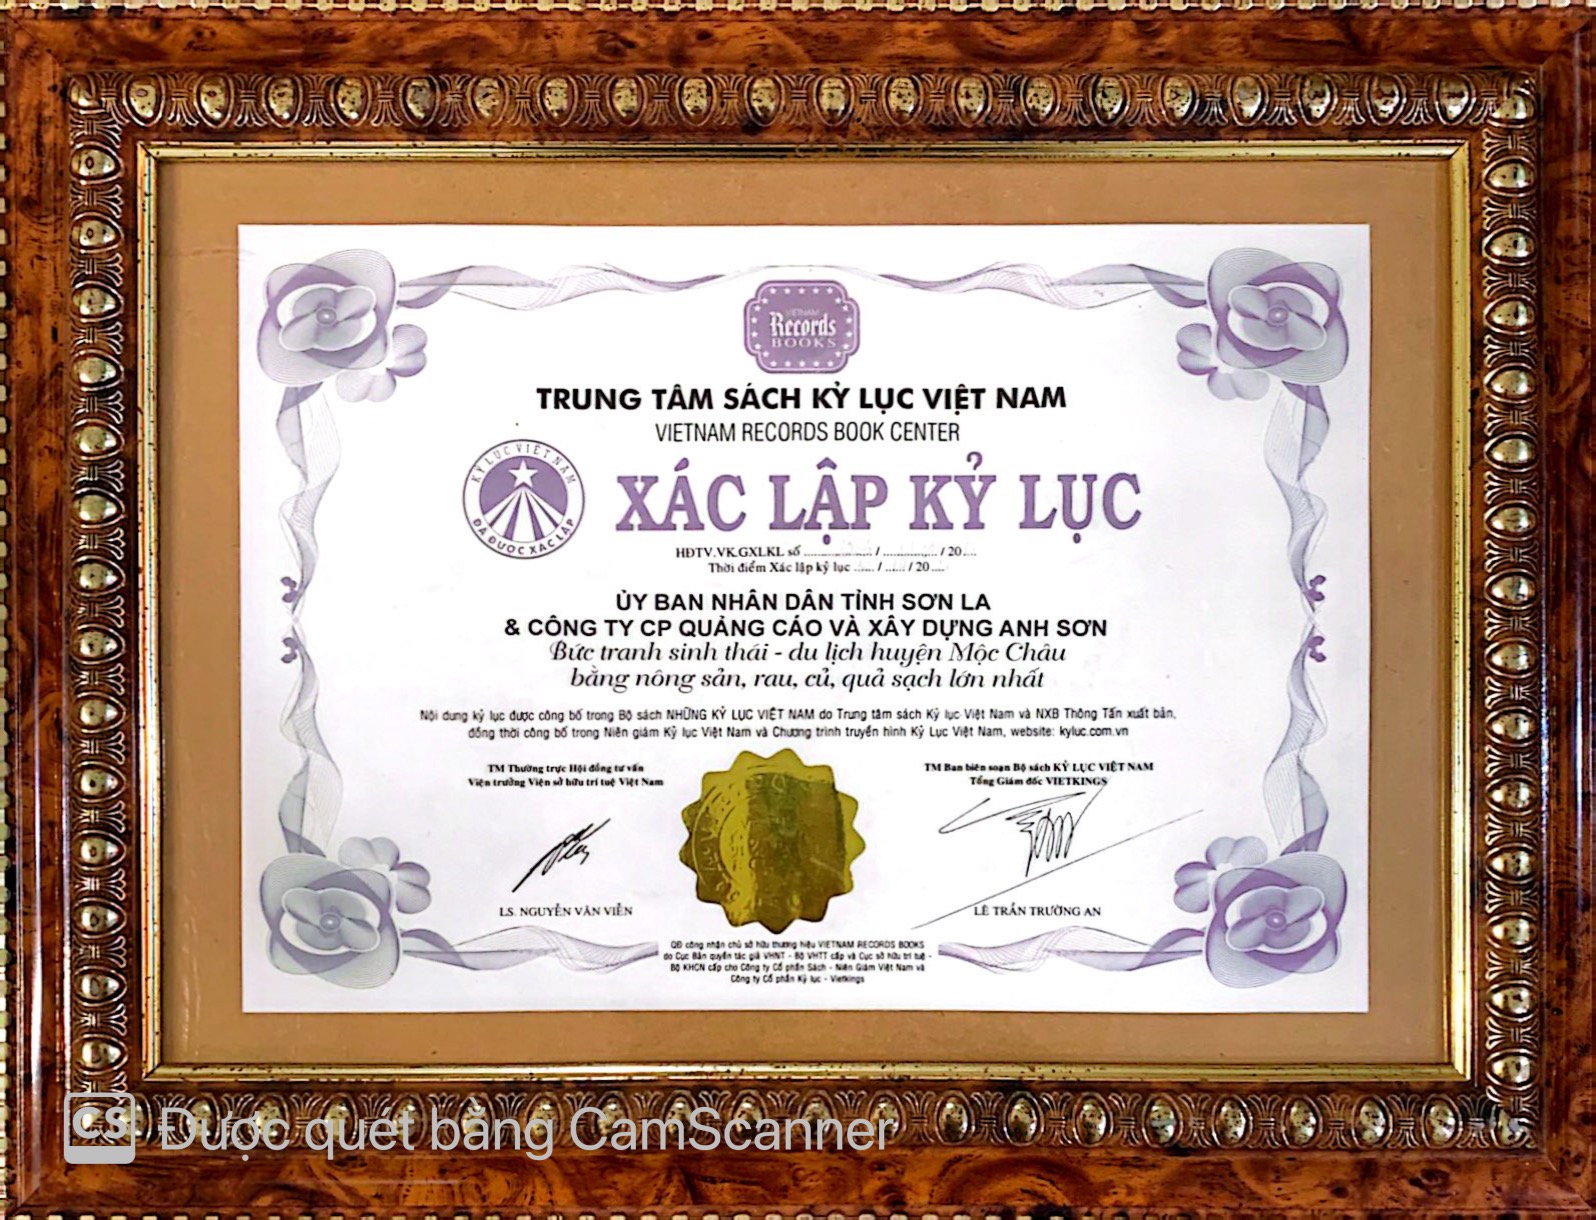 VIETNAM
Records
BOOKS
TRUNG TÂM SÁCH KỶ LỤC VIỆT NAM
VIETNAM RECORDS BOOK CENTER
KỶ LỤC VIỆT NAM
ĐÃ ĐƯỢC XÁC LẬP
XÁC LẬP KỶ LỤC
HĐTV.VK.GXLKL số ................. / .............. / 20....
Thời điểm Xác lập kỷ lục ...... / ...... / 20 ....
ỦY BAN NHÂN DÂN TỈNH SƠN LA
& CÔNG TY CP QUẢNG CÁO VÀ XÂY DỰNG ANH SƠN
Bức tranh sinh thái - du lịch huyện Mộc Châu
bằng nông sản, rau, củ, quả sạch lớn nhất
Nội dung kỷ lục được công bố trong Bộ sách NHỮNG KỶ LỤC VIỆT NAM do Trung tâm sách Kỷ lục Việt Nam và NXB Thông Tấn xuất bản,
đồng thời công bố trong Niên giám Kỷ lục Việt Nam và Chương trình truyền hình Kỷ Lục Việt Nam, website: kyluc.com.vn
TM Thường trực Hội đồng tư vấn
Viện trưởng Viện sở hữu trí tuệ Việt Nam
TM Ban biên soạn Bộ sách KỶ LỤC VIỆT NAM
Tổng Giám đốc VIETKINGS
LS. NGUYỄN VĂN VIỄN
LÊ TRẦN TRƯỜNG AN
QĐ công nhận chủ sở hữu thương hiệu VIETNAM RECORDS BOOKS
do Cục Bản quyền tác giả VHNT - Bộ VHTT cấp và Cục sở hữu trí tuệ -
Bộ KHCN cấp cho Công ty Cổ phần Sách - Niên Giám Việt Nam và
Công ty Cổ phần Kỷ lục - Vietkings
CS Được quét bằng CamScanner